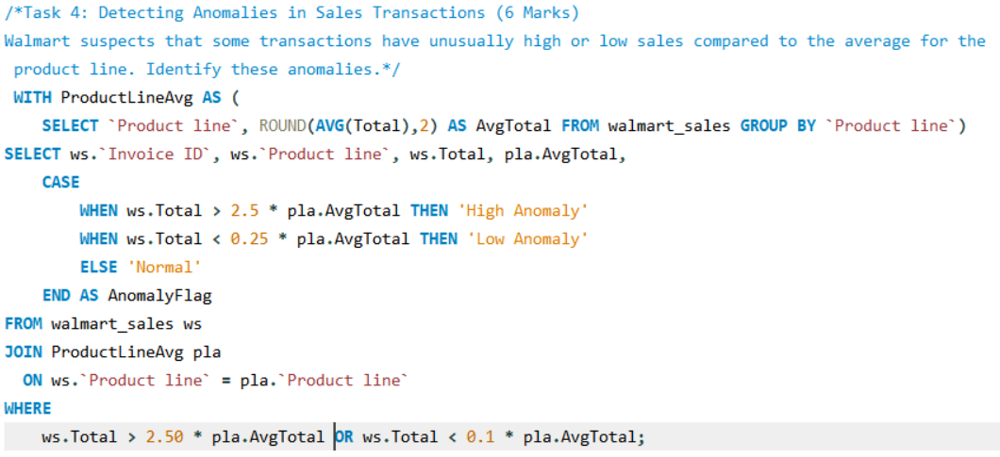 /*Task 4: Detecting Anomalies in Sales Transactions (6 Marks)
Walmart suspects that some transactions have unusually high or low sales compared to the average for the
product line. Identify these anomalies.*/
WITH ProductLineAvg AS (
SELECT `Product line`, ROUND(AVG(Total),2) AS AvgTotal FROM walmart_sales GROUP BY `Product line`)
SELECT ws.`Invoice ID`, ws.`Product line`, ws.Total, pla.AvgTotal,
CASE
WHEN ws.Total > 2.5 * pla.AvgTotal THEN 'High Anomaly'
WHEN ws.Total < 0.25 * pla.AvgTotal THEN 'Low Anomaly'
ELSE 'Normal'
END AS AnomalyFlag
FROM walmart_sales ws
JOIN ProductLineAvg pla
ON ws.`Product line` = pla.`Product line`
WHERE
ws.Total > 2.50 * pla.AvgTotal OR ws.Total < 0.1 * pla.AvgTotal;